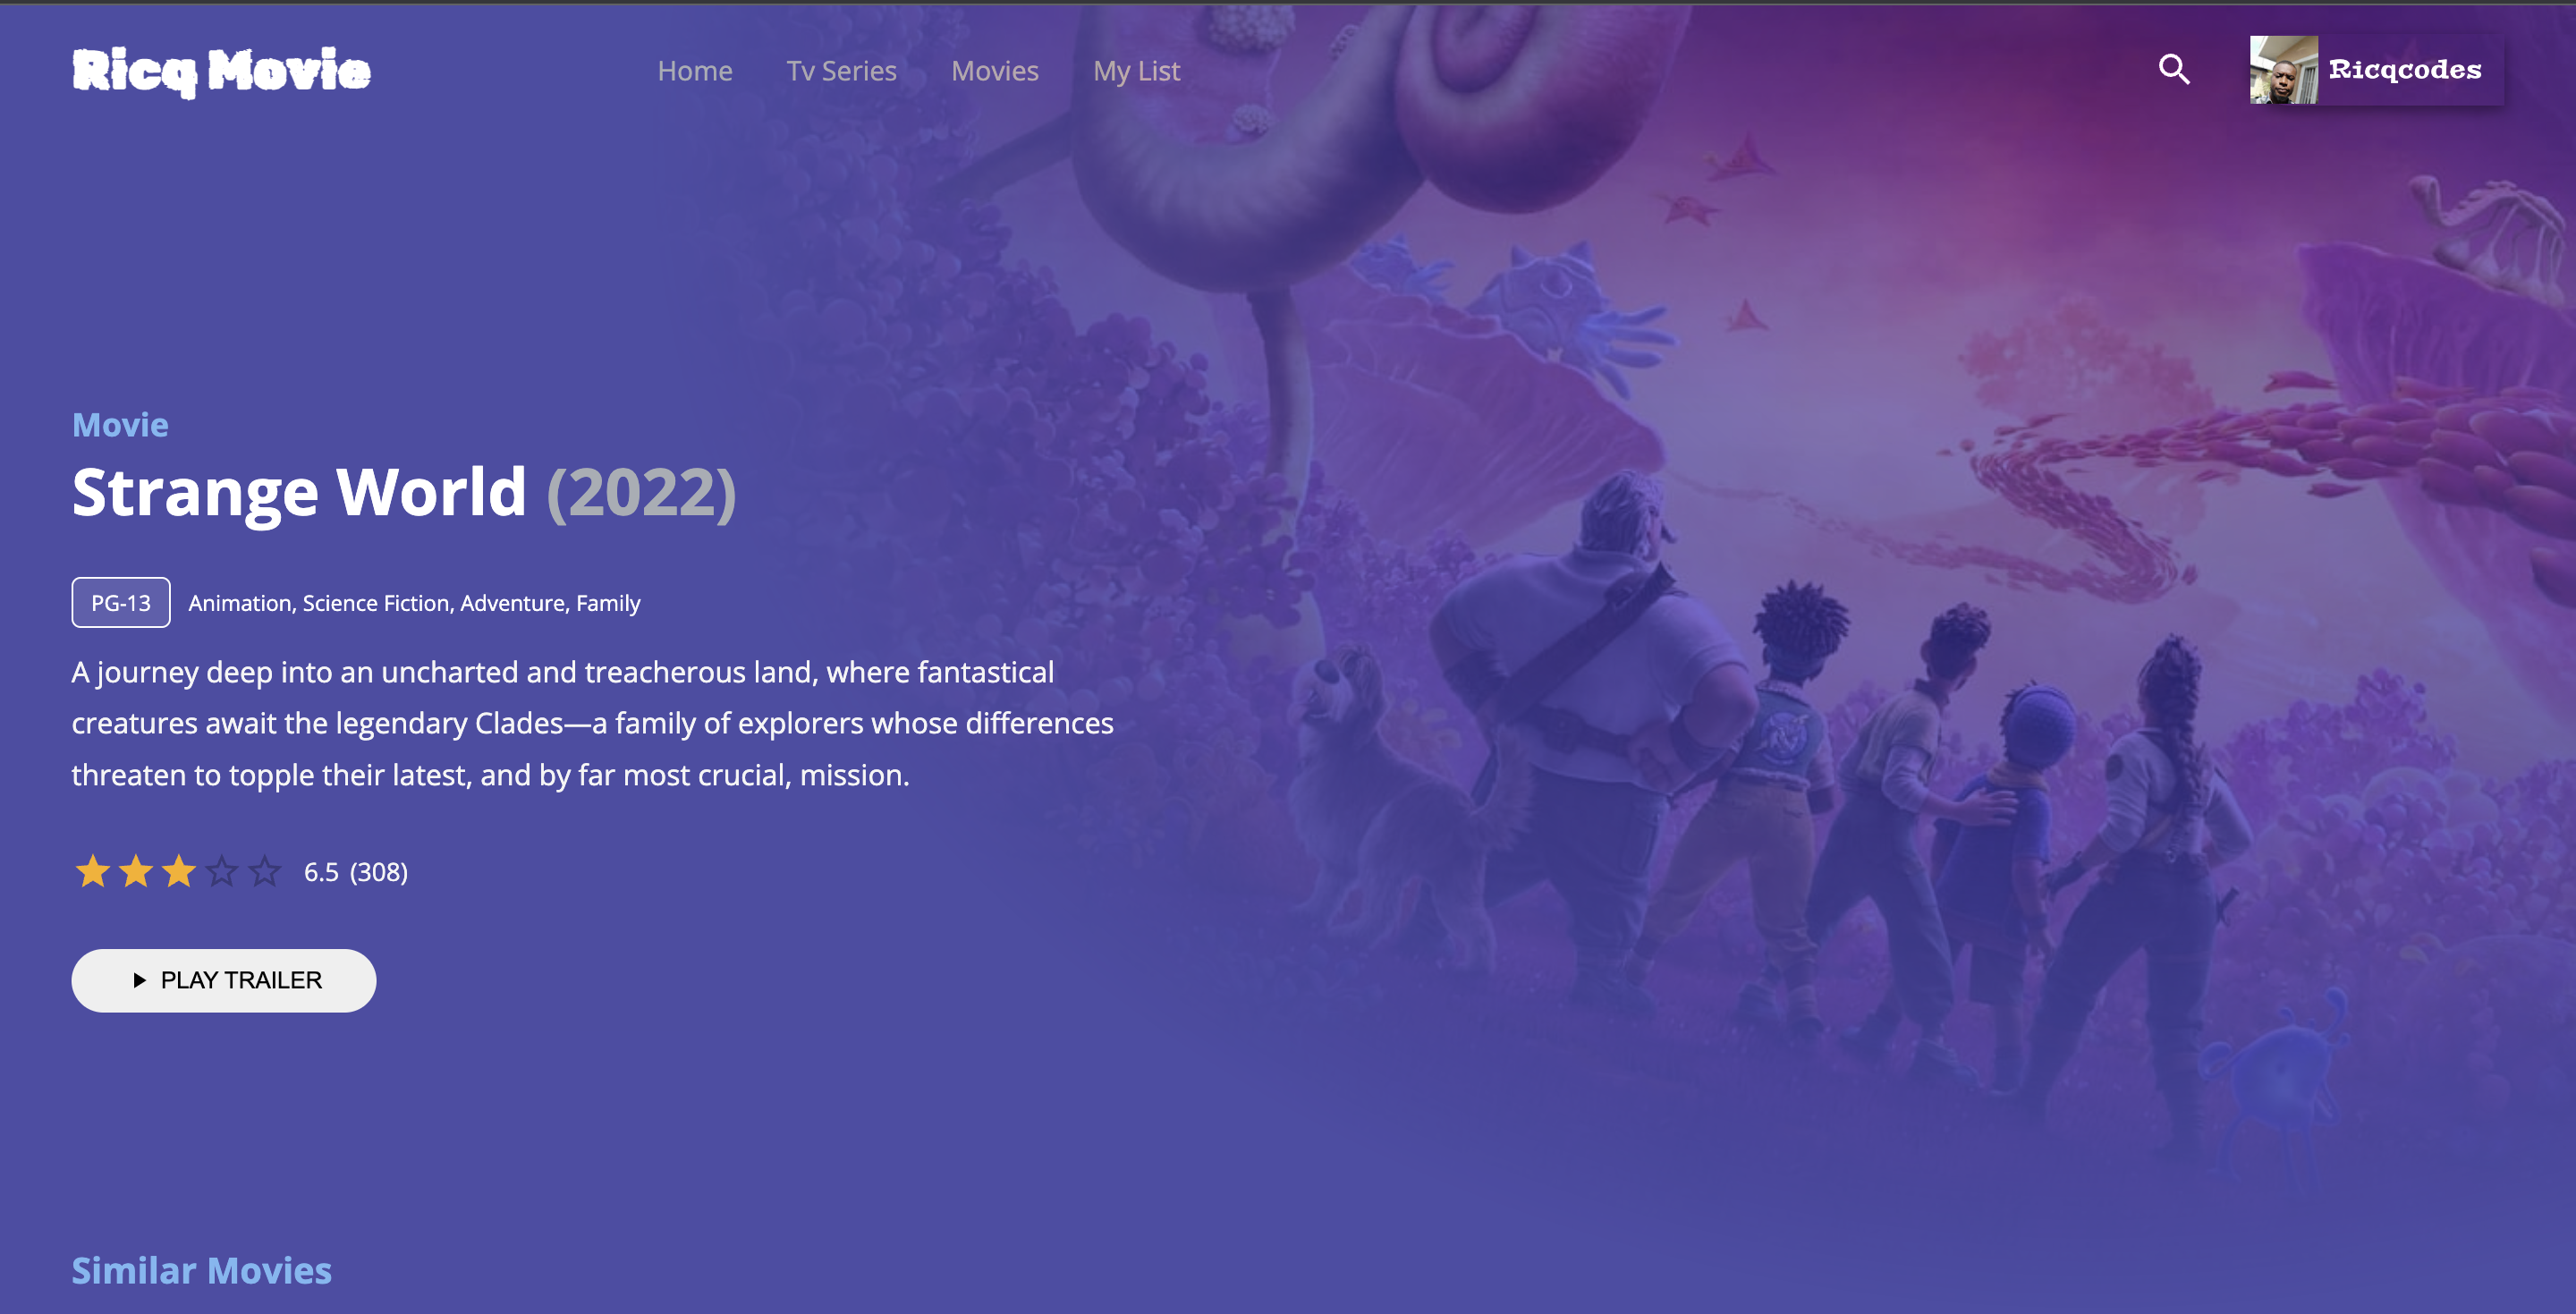 Ricq Movie
Home Tv Series Movies My List
Ricqcodes
Movie
Strange World (2022)
PG-13 Animation, Science Fiction, Adventure, Family
A journey deep into an uncharted and treacherous land, where fantastical
creatures await the legendary Clades—a family of explorers whose differences
threaten to topple their latest, and by far most crucial, mission.
6.5 (308)
PLAY TRAILER
Similar Movies